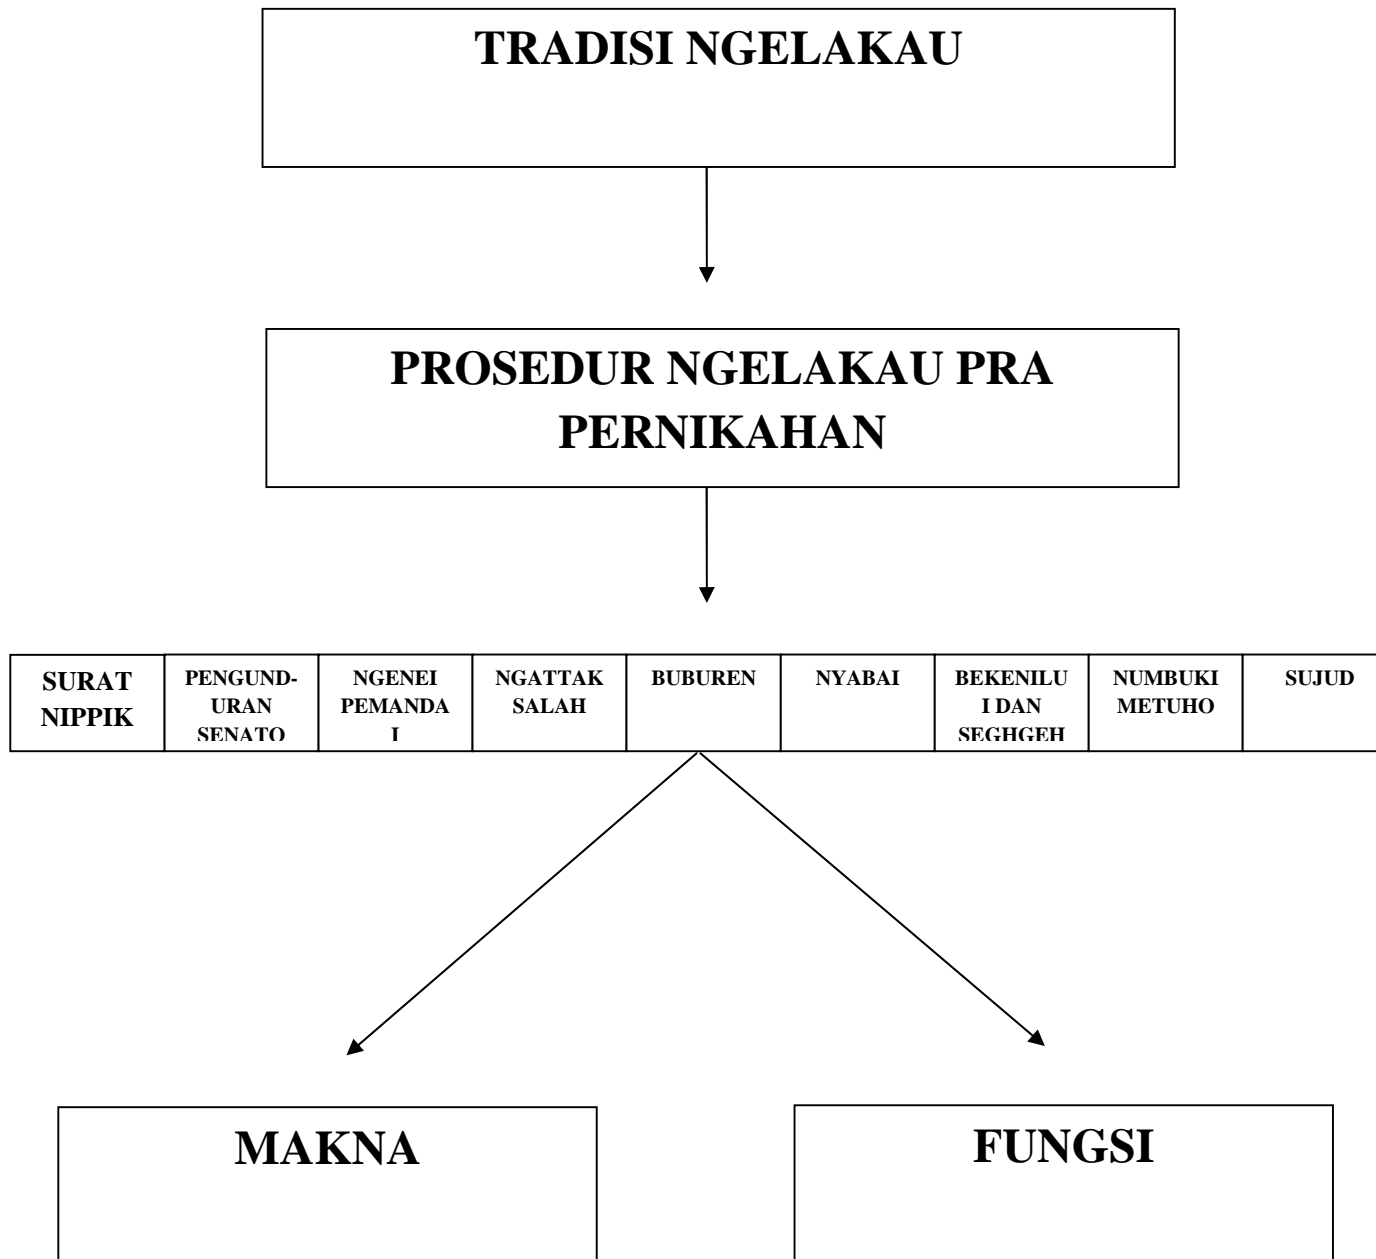 TRADISI NGELAKAU
PROSEDUR NGELAKAU PRA
PERNIKAHAN
SURAT
NIPPIK
PENGUND-
URAN
SENATO
NGENEI
PEMANDA
I
NGATTAK
SALAH
BUBUREN
NYABAI
BEKENILU
I DAN
SEGHGEH
NUMBUKI
METUHO
SUJUD
MAKNA
FUNGSI